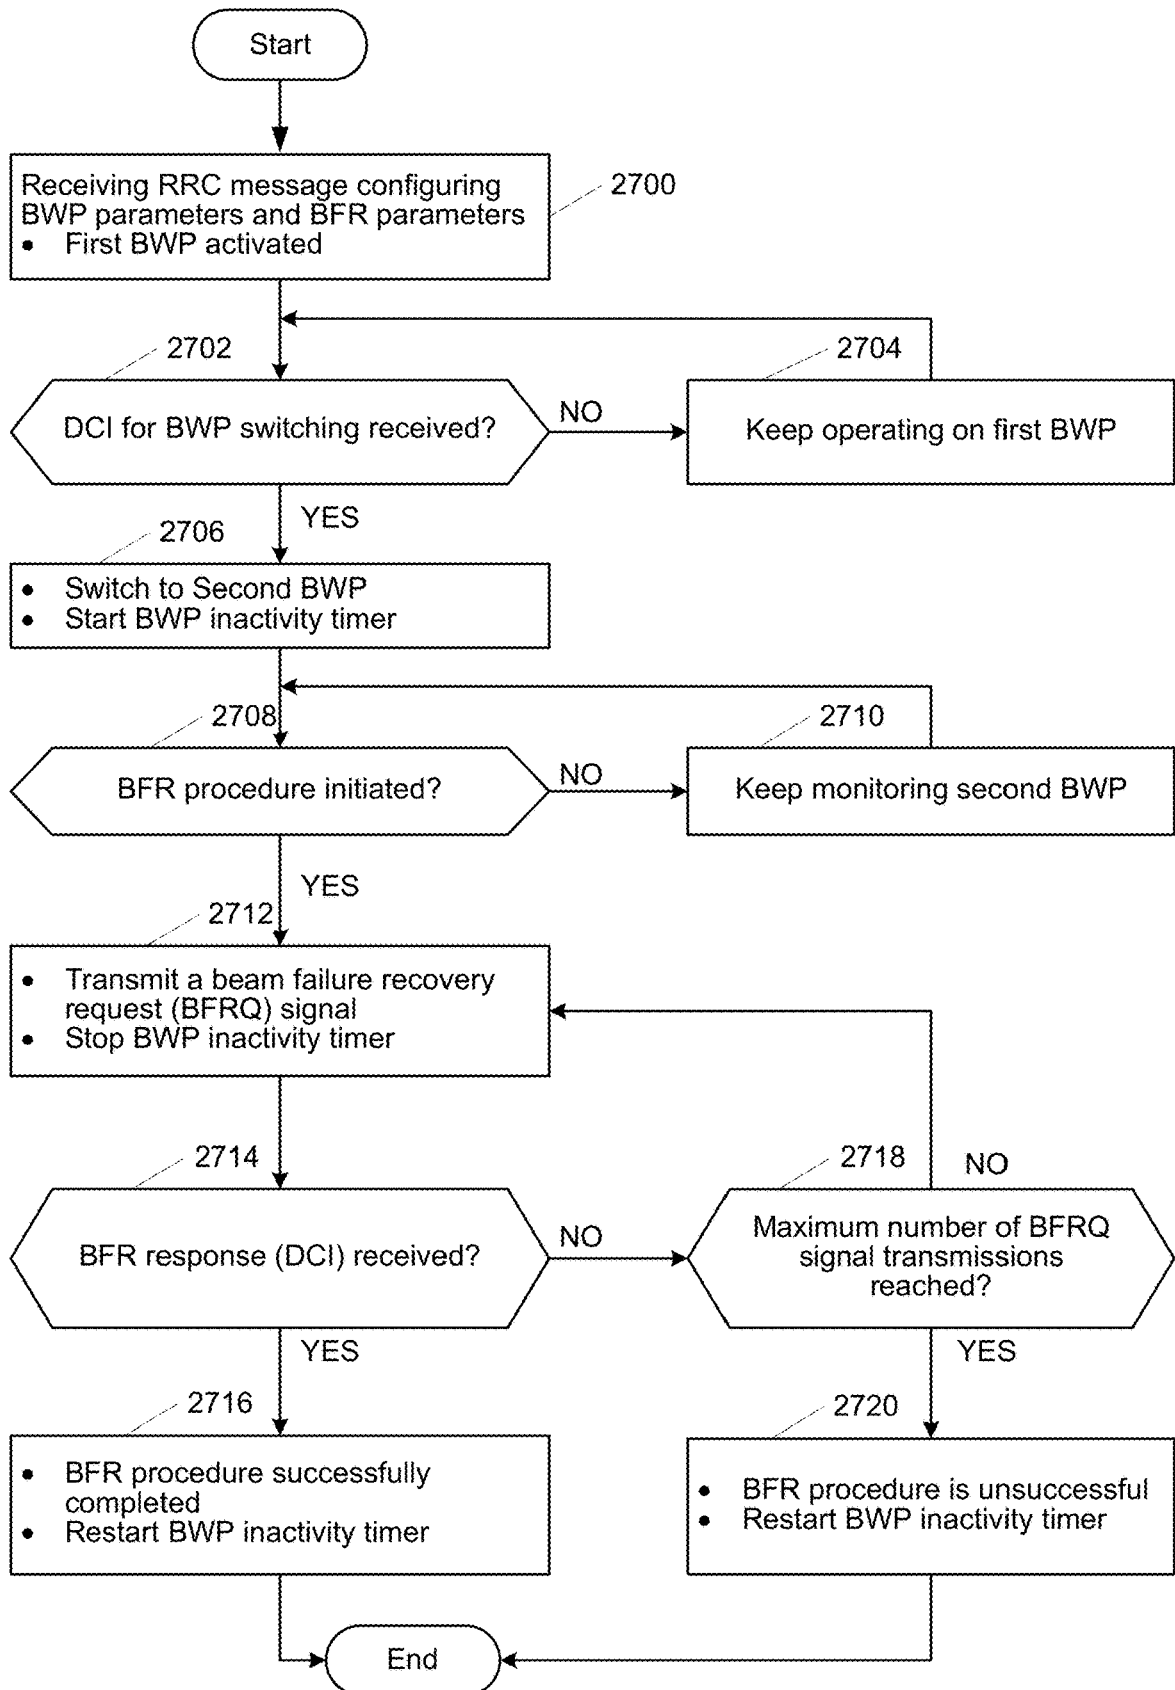 Start
Receiving RRC message configuring
BWP parameters and BFR parameters
• First BWP activated
2700
2702
DCI for BWP switching received?
NO
2704
Keep operating on first BWP
YES
2706
• Switch to Second BWP
• Start BWP inactivity timer
2708
BFR procedure initiated?
NO
2710
Keep monitoring second BWP
YES
2712
• Transmit a beam failure recovery
request (BFRQ) signal
• Stop BWP inactivity timer
2714
BFR response (DCI) received?
NO
2718
NO
Maximum number of BFRQ
signal transmissions
reached?
YES
YES
2716
• BFR procedure successfully
completed
• Restart BWP inactivity timer
2720
• BFR procedure is unsuccessful
• Restart BWP inactivity timer
End